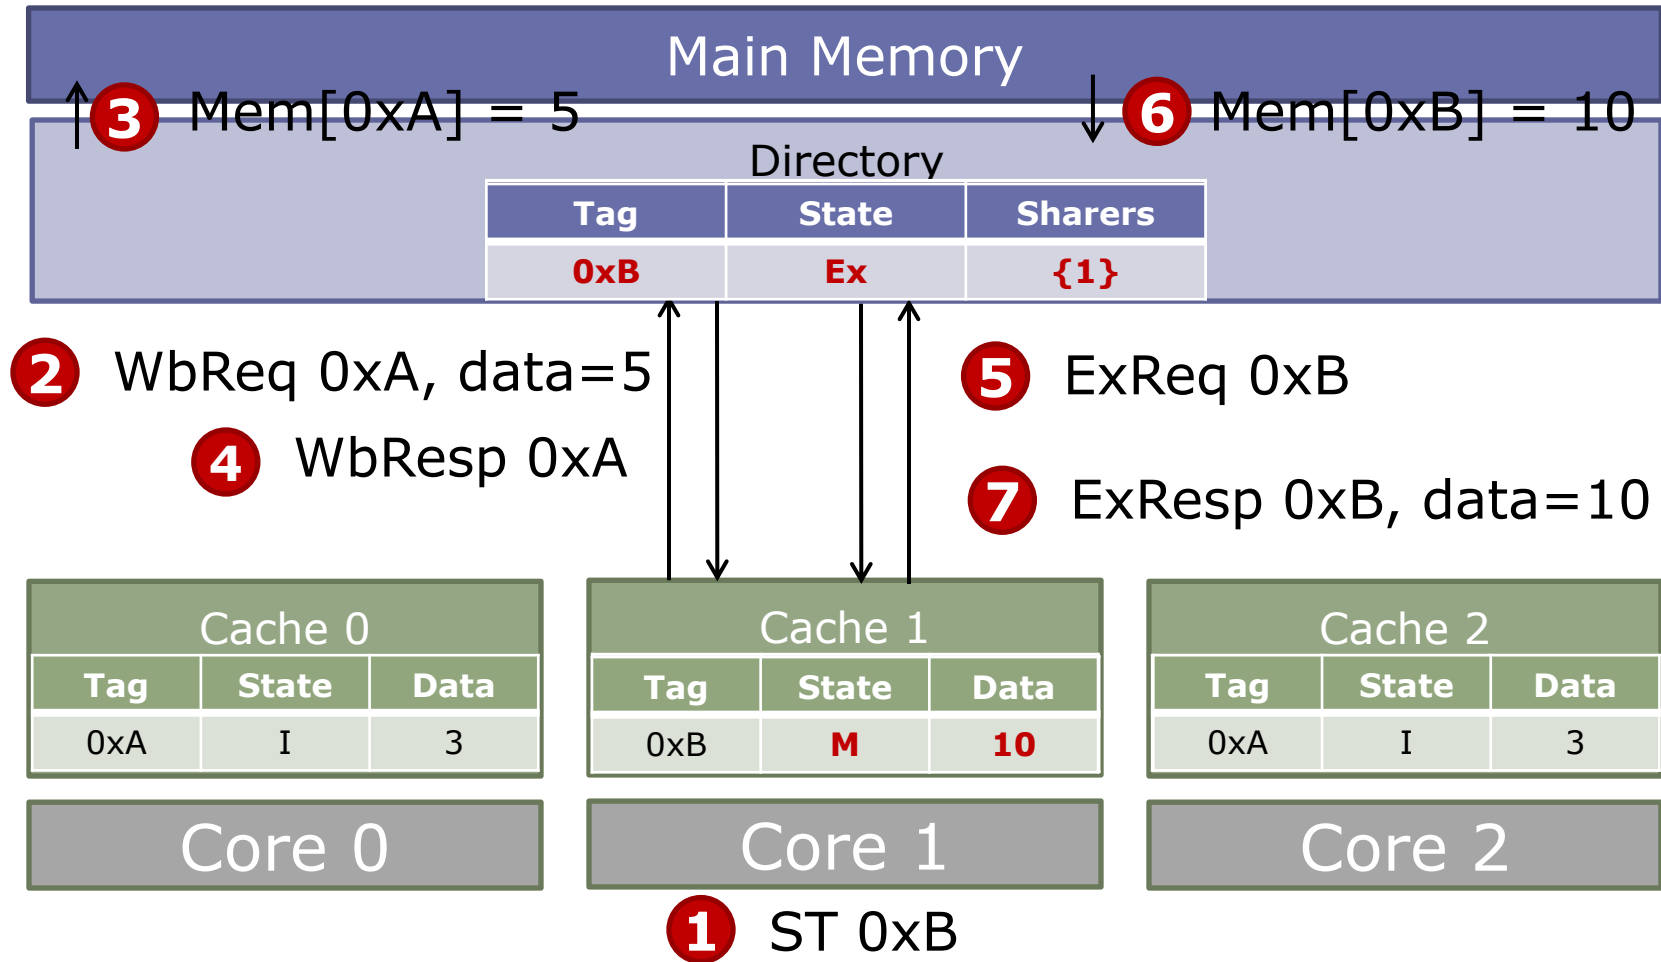 Main Memory
3 Mem[0xA] = 5
6 Mem[0xB] = 10
Directory
Tag State Sharers
0xB Ex {1}
2 WbReq 0xA, data=5
5 ExReq 0xB
4 WbResp 0xA
7 ExResp 0xB, data=10
Cache 0
Tag State Data
0xA I 3
Core 0
Cache 1
Tag State Data
0xB M 10
Core 1
Cache 2
Tag State Data
0xA I 3
Core 2
1 ST 0xB